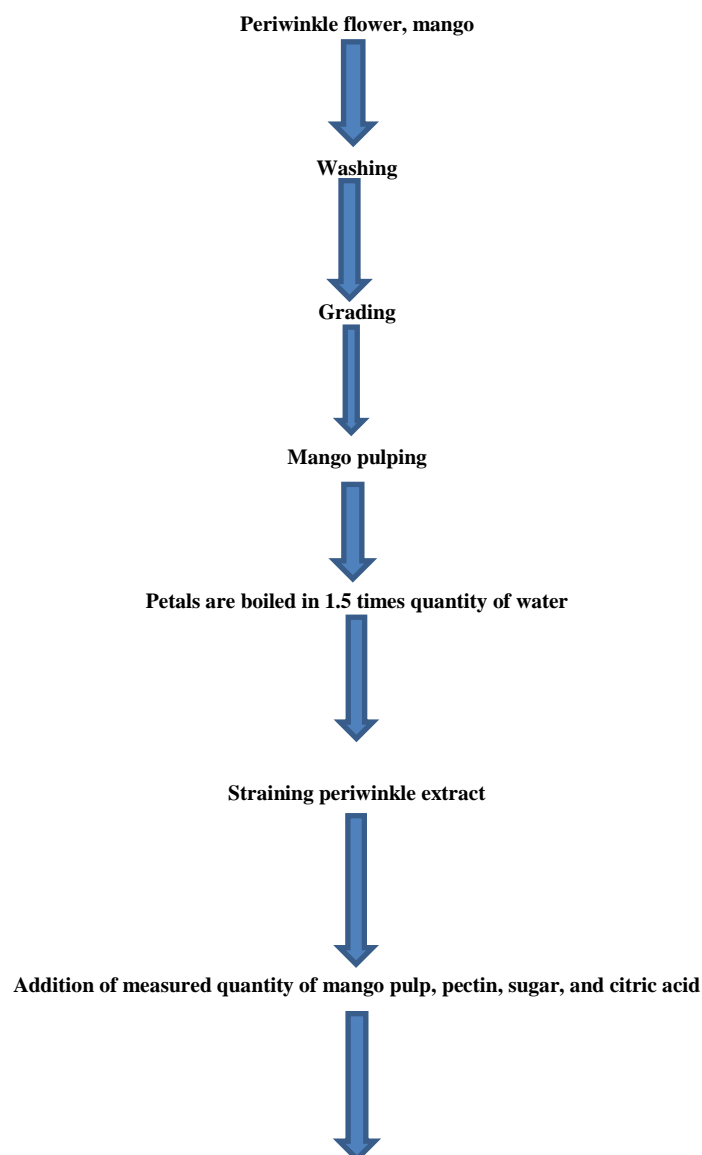 Periwinkle flower, mango
Washing
Grading
Mango pulping
Petals are boiled in 1.5 times quantity of water
Straining periwinkle extract
Addition of measured quantity of mango pulp, pectin, sugar, and citric acid